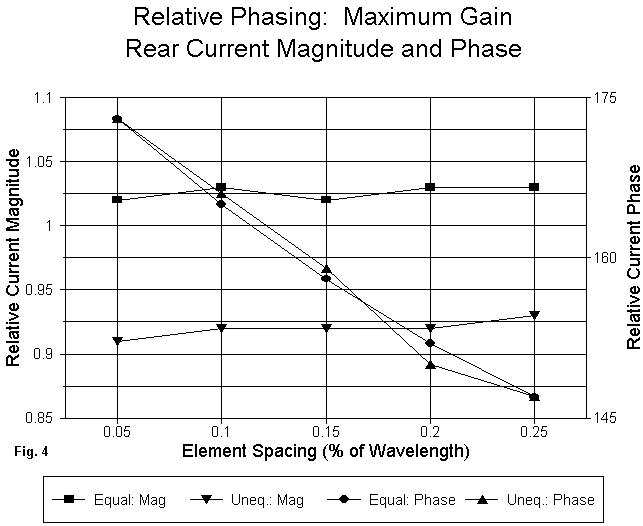 Relative Phasing: Maximum Gain
Rear Current Magnitude and Phase
Relative Current Magnitude
1.1
1.05
1
0.95
0.9
0.85
175
160
145
Relative Current Phase
0.05 0.1 0.15 0.2 0.25
Fig. 4
Element Spacing (% of Wavelength)
Equal: Mag Uneq.: Mag Equal: Phase Uneq.: Phase